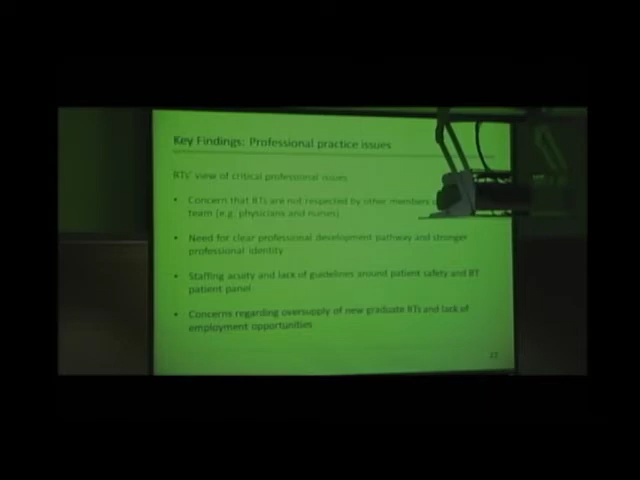 Key Findings: Professional practice issues
RTs' view of critical professional issues
• Concern that RTs are not respected by other members
team (e.g. physicians and nurses)
• Need for clear professional development pathway and stronger
professional identity
• Staffing acuity and lack of guidelines around patient safety and RT
patient panel
• Concerns regarding oversupply of new graduate RTs and lack of
employment opportunities